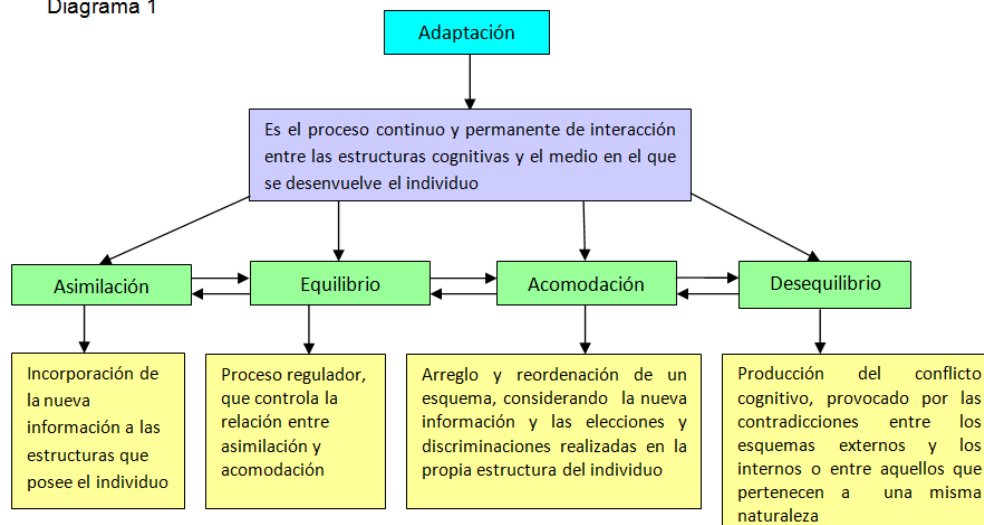 Diagrama 1
Adaptación
Es el proceso continuo y permanente de interacción
entre las estructuras cognitivas y el medio en el que
se desenvuelve el individuo
Asimilación
Equilibrio
Acomodación
Desequilibrio
Incorporación de
la nueva
información a las
estructuras que
posee el individuo
Proceso regulador,
que controla la
relación entre
asimilación y
acomodación
Arreglo y reordenación de un
esquema, considerando la nueva
información y las elecciones y
discriminaciones realizadas en la
propia estructura del individuo
Producción del conflicto
cognitivo, provocado por las
contradicciones entre los
esquemas externos y los
internos o entre aquellos que
pertenecen a una misma
naturaleza